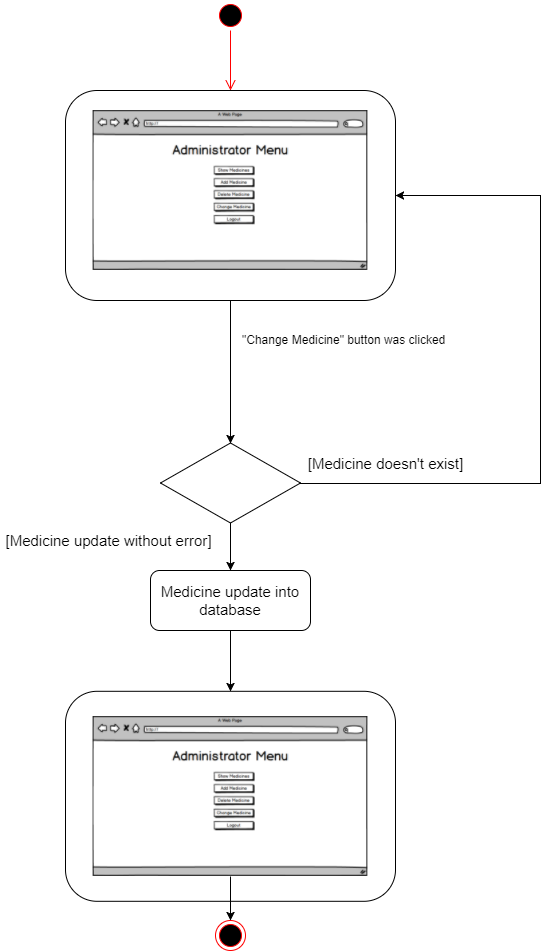 A Web Page
http://
Administrator Menu
Show Medicines
Add Medicine
Delete Medicine
Change Medicine
Logout
"Change Medicine" button was clicked
[Medicine doesn't exist]
[Medicine update without error]
Medicine update into
database
A Web Page
http://
Administrator Menu
Show Medicines
Add Medicine
Delete Medicine
Change Medicine
Logout